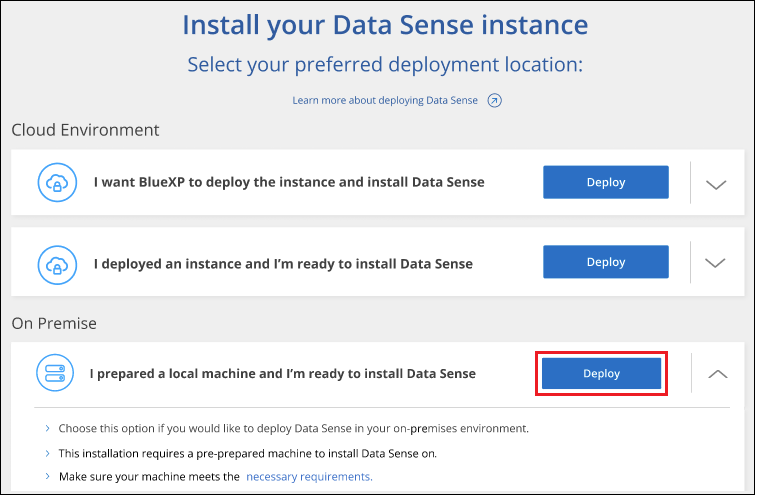 Install your Data Sense instance
Select your preferred deployment location:
Learn more about deploying Data Sense
Cloud Environment
I want BlueXP to deploy the instance and install Data Sense
Deploy
I deployed an instance and I'm ready to install Data Sense
Deploy
On Premise
I prepared a local machine and I'm ready to install Data Sense
Deploy
Choose this option if you would like to deploy Data Sense in your on-premises environment.
This installation requires a pre-prepared machine to install Data Sense on.
Make sure your machine meets the necessary requirements.